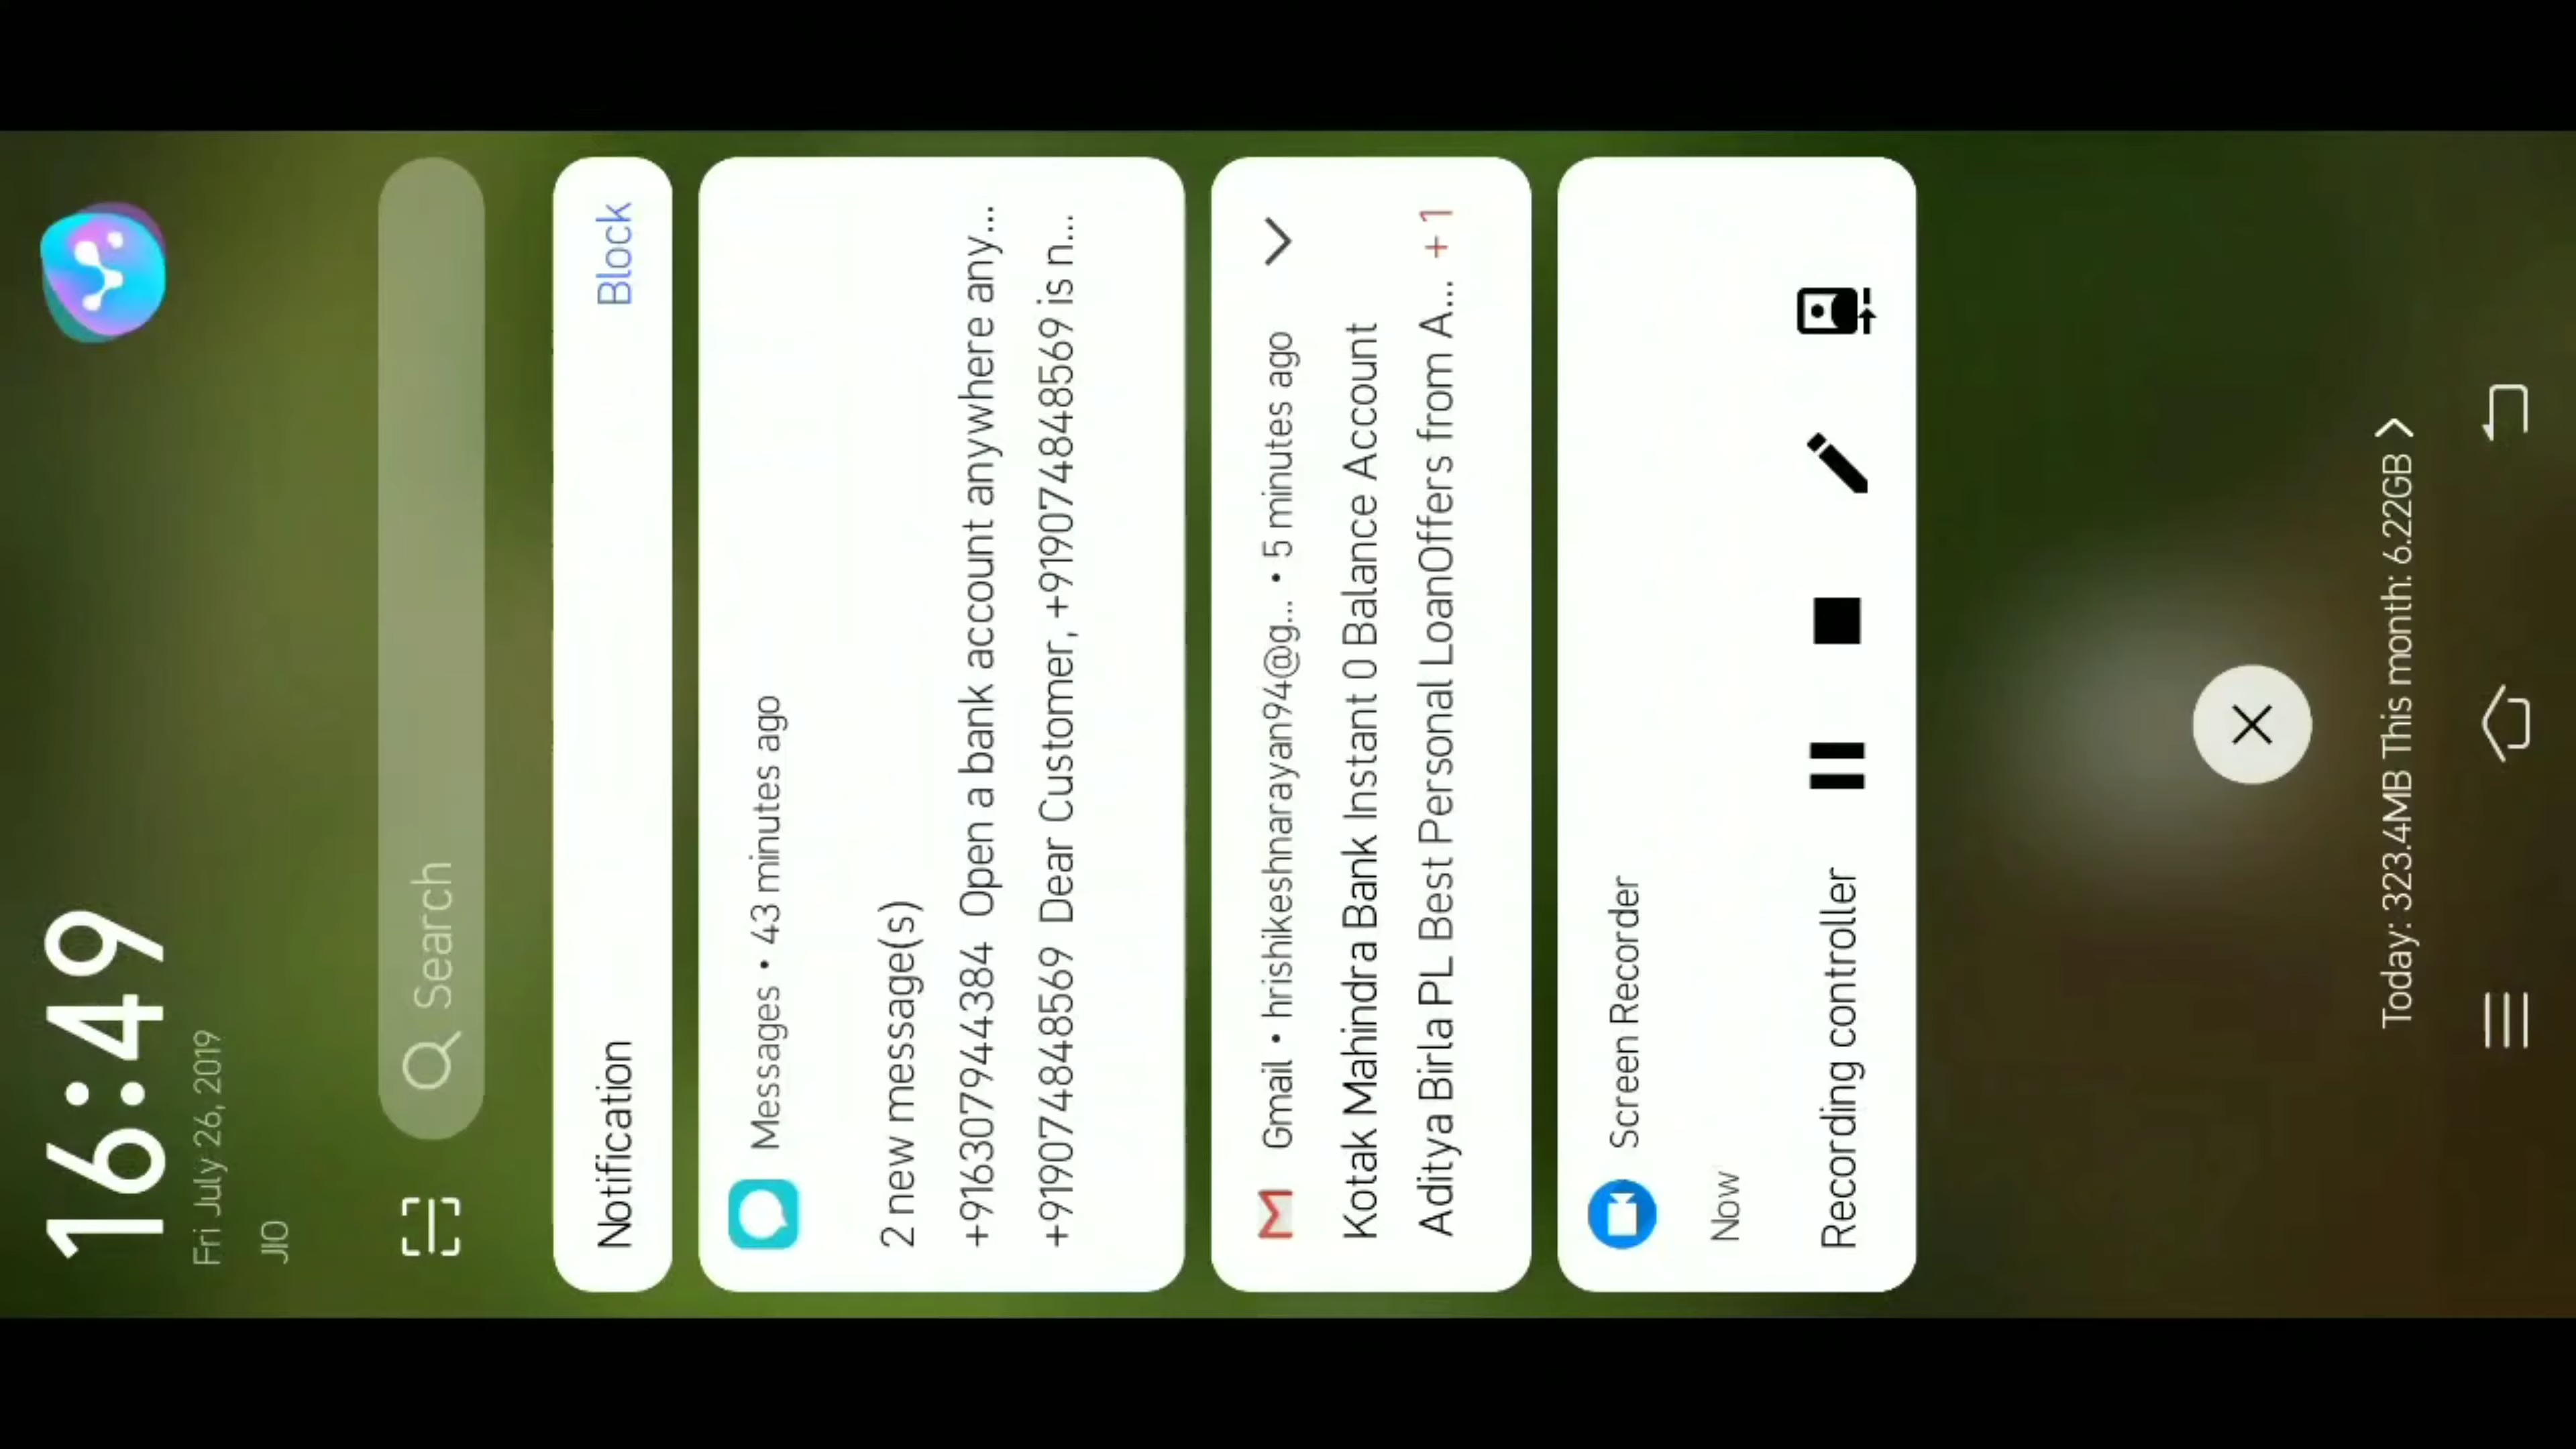 16:49
Fri July 26, 2019
JIO
Search
Notification
Block
Messages • 43 minutes ago
2 new message(s)
+916307944384 Open a bank account anywhere any...
+919074848569 Dear Customer, +919074848569 is n...
Gmail • hrishikeshnarayan94@g... • 5 minutes ago
Kotak Mahindra Bank Instant 0 Balance Account
Aditya Birla PL Best Personal LoanOffers from A... +1
Screen Recorder
Now
Recording controller
Today: 323.4MB This month: 6.22GB >